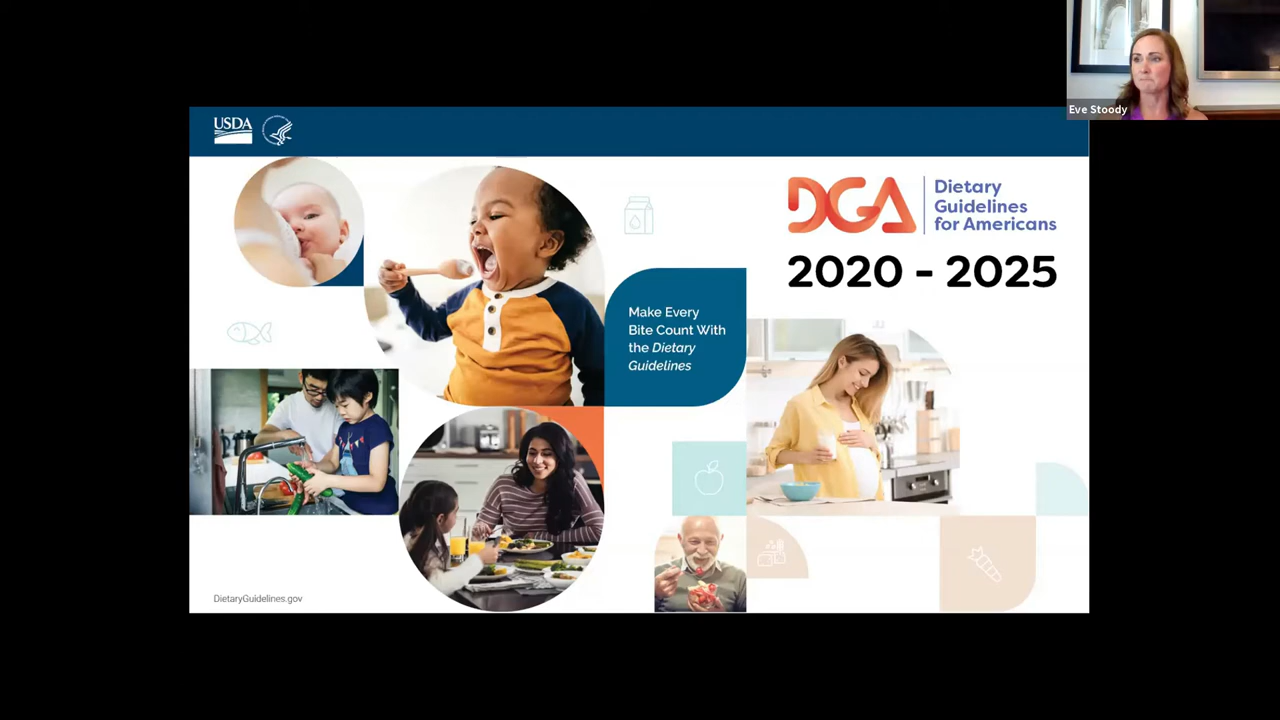 Eve Stoody
USDA
DGA
Dietary
Guidelines
for Americans
2020 - 2025
Make Every
Bite Count With
the Dietary
Guidelines
DietaryGuidelines.gov